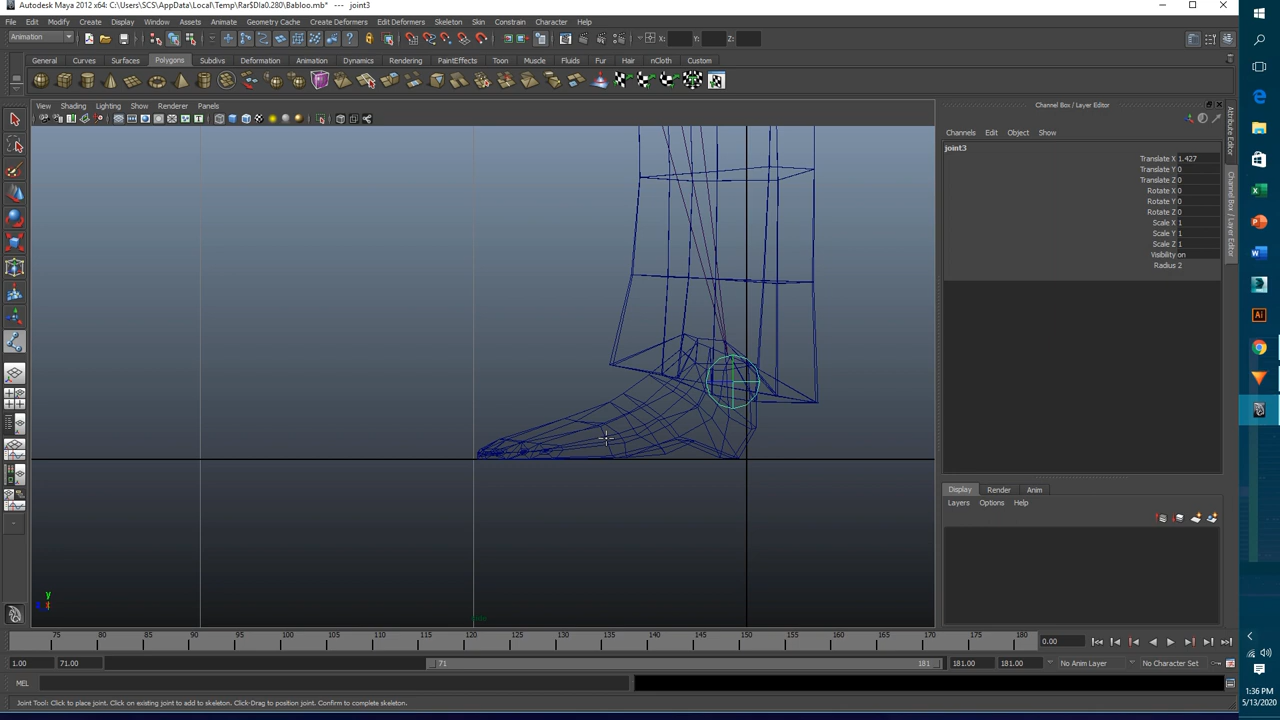 Autodesk Maya 2012 x64: C:\Users\SCS\AppData\Local\Temp\Rar$DIa0.280\Babloo.mb* --- joint3
File Edit Modify Create Display Window Assets Animate Geometry Cache Create Deformers Edit Deformers Skeleton Skin Constrain Character Help
Animation X: Y: Z:
General Curves Surfaces Polygons Subdivs Deformation Animation Dynamics Rendering PaintEffects Toon Muscle Fluids Fur Hair nCloth Custom
View Shading Lighting Show Renderer Panels
Channel Box / Layer Editor
Channels Edit Object Show
joint3
Translate X 1.427
Translate Y 0
Translate Z 0
Rotate X 0
Rotate Y 0
Rotate Z 0
Scale X 1
Scale Y 1
Scale Z 1
Visibility on
Radius 2
Attribute Editor
Channel Box / Layer Editor
Display Render Anim
Layers Options Help
y
75 80 85 90 95 100 105 110 115 120 125 130 135 140 145 150 155 160 165 170 175 180 0.00
1.00 71.00 71 181 181.00 181.00 No Anim Layer No Character Set
MEL
Joint Tool: Click to place joint. Click on existing joint to add to skeleton. Click-Drag to position joint. Confirm to complete skeleton.
1:36 PM
5/13/2020